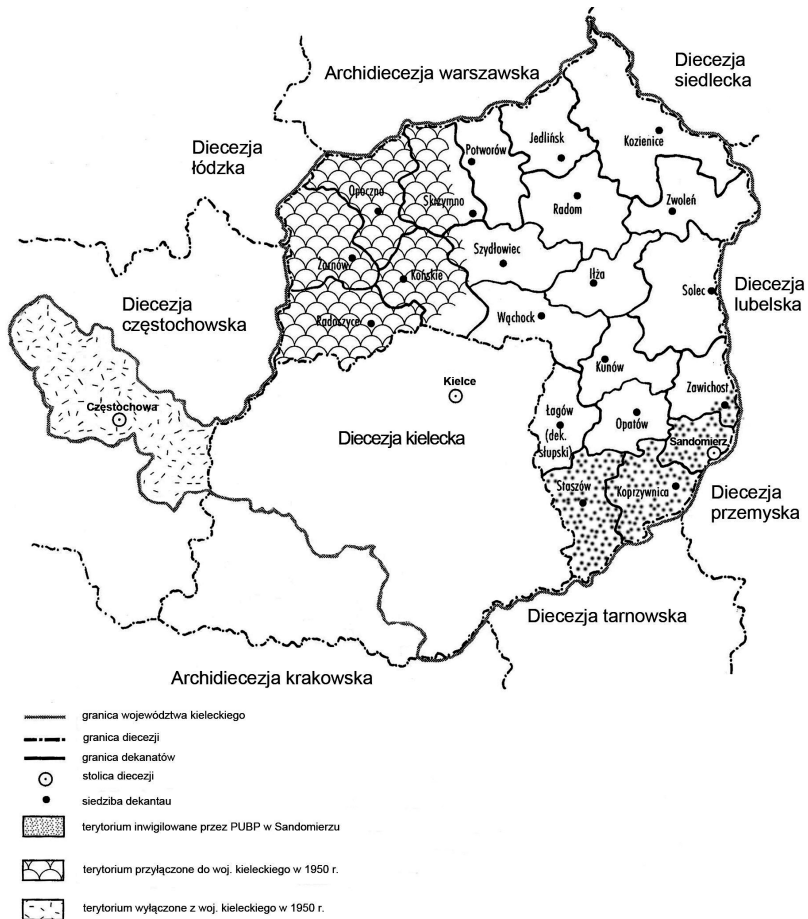 Archidiecezja warszawska
Diecezja
siedlecka
Diecezja
łódzka
Jedlińsk
Kozienice
Potworów
Opoczno
Skrzymno
Radom
Zwoleń
Żarnów
Końskie
Szydłowiec
Iłża
Solec
Diecezja
lubelska
Diecezja
częstochowska
Radoszyce
Wąchock
Kunów
Zawichost
Częstochowa
Kielce
Diecezja kielecka
Łągów
(dek.
słupski)
Opatów
Sandomierz
Staszów
Koprzywnica
Diecezja
przemyska
Diecezja tarnowska
Archidiecezja krakowska
granica województwa kieleckiego
granica diecezji
granica dekanatów
stolica diecezji
siedziba dekantau
terytorium inwigilowane przez PUBP w Sandomierzu
terytorium przyłączone do woj. kieleckiego w 1950 r.
terytorium wyłączone z woj. kieleckiego w 1950 r.